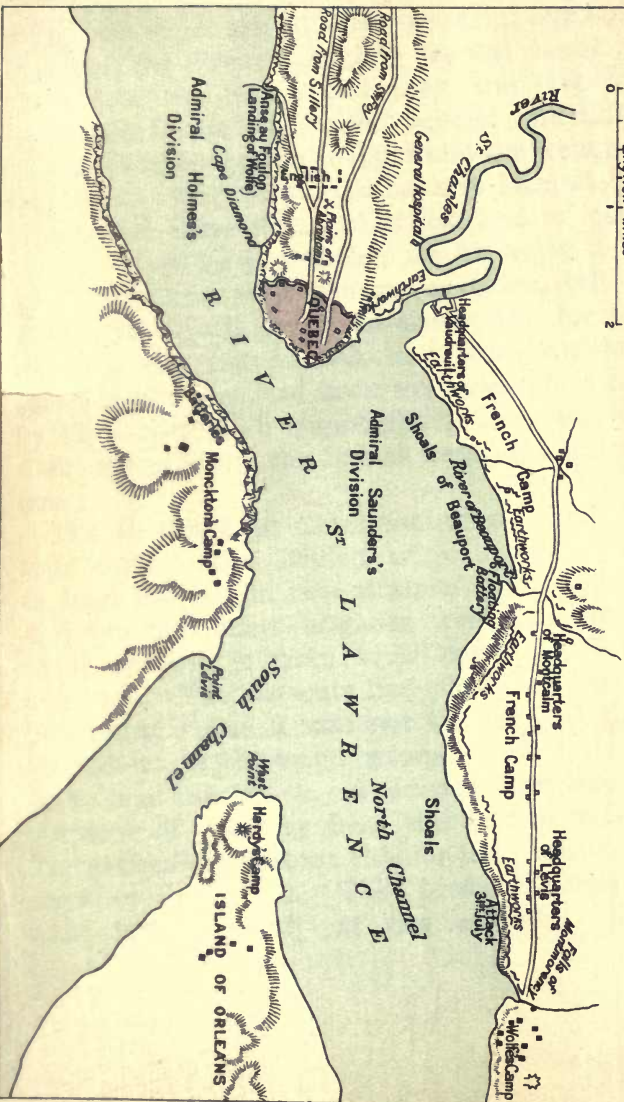 0
1
2
River
St
Charles
General Hospital
Road from St Foy
Road from Sillery
English
X Plains of
Abraham
Anse au Foulon
(Landing of Wolfe)
Cape Diamond
Admiral Holmes's
Division
QUEBEC
Earthworks
Headquarters of
Vaudreuil
Earthworks
French
Camp
Shoals
of Beauport
River of Beauport
Floating
Battery
Earthworks
Headquarters
of Montcalm
Earthworks
French Camp
Headquarters
of Levis
Falls of
Montmorency
Earthworks
Attack
31st July
Wolfe's Camp
Shoals
Admiral Saunders's
Division
RIVER ST LAWRENCE
North Channel
South Channel
Batteries
Monckton's Camp
Point
Levis
West
Point
Hardy's Camp
ISLAND OF ORLEANS